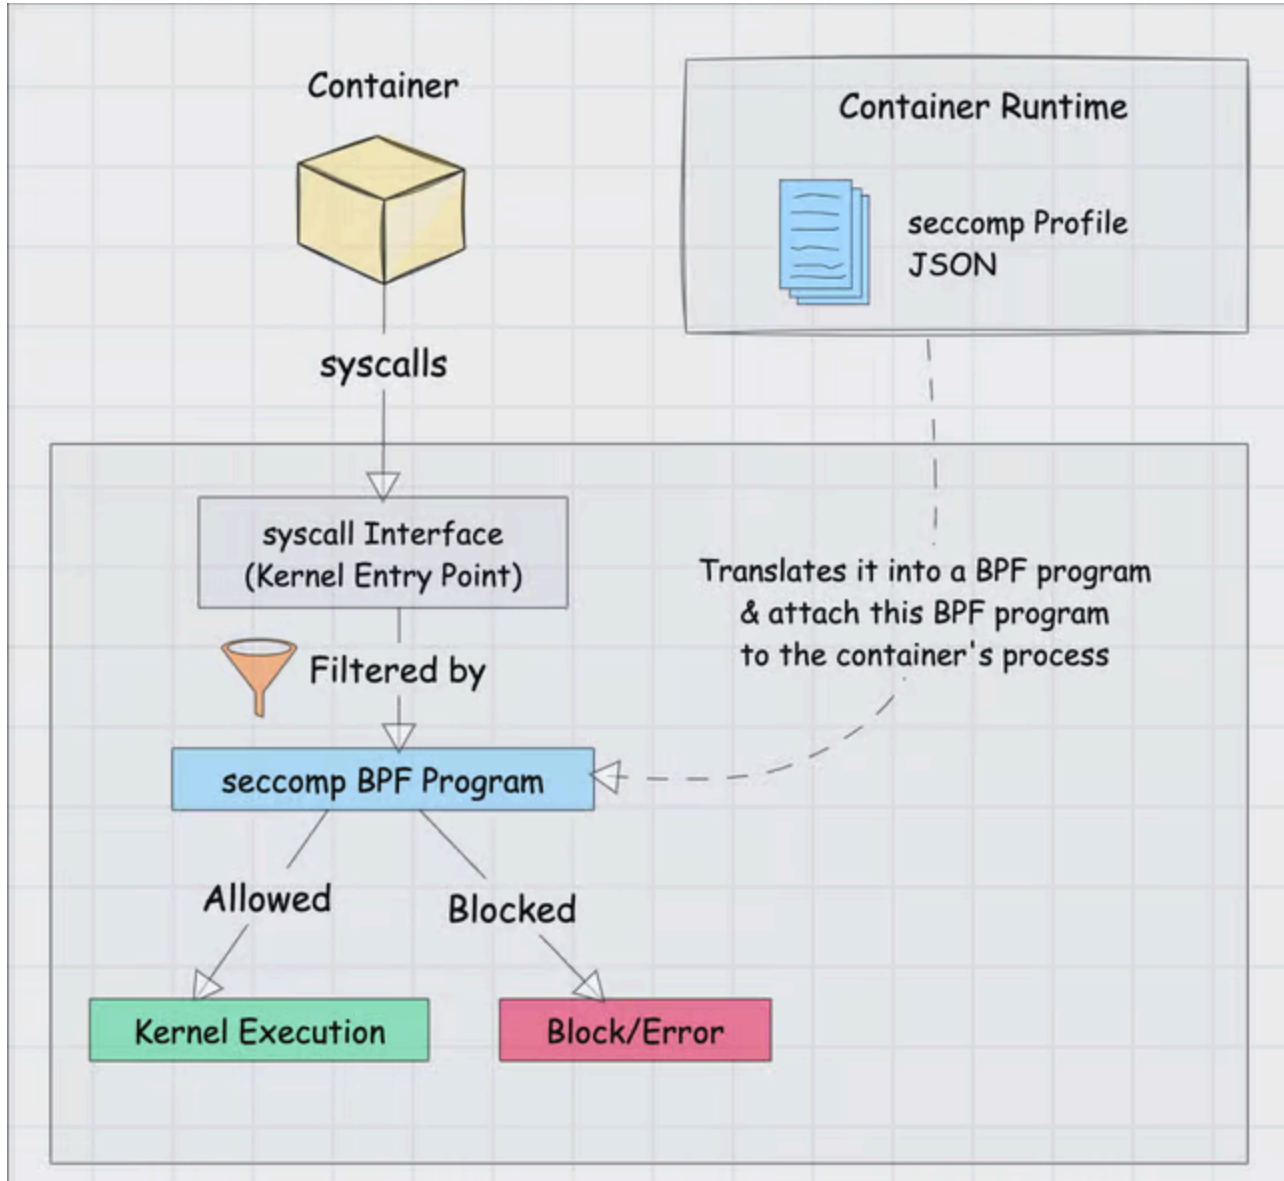 Container
Container Runtime
seccomp Profile
JSON
syscalls
syscall Interface
(Kernel Entry Point)
Translates it into a BPF program
& attach this BPF program
to the container's process
Filtered by
seccomp BPF Program
Allowed
Blocked
Kernel Execution
Block/Error